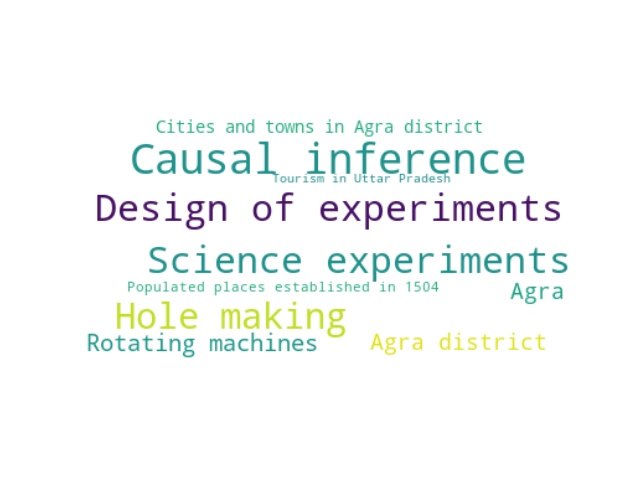 Cities and towns in Agra district
Causal inference
Tourism in Uttar Pradesh
Design of experiments
Science experiments
Populated places established in 1504
Agra
Hole making
Rotating machines
Agra district